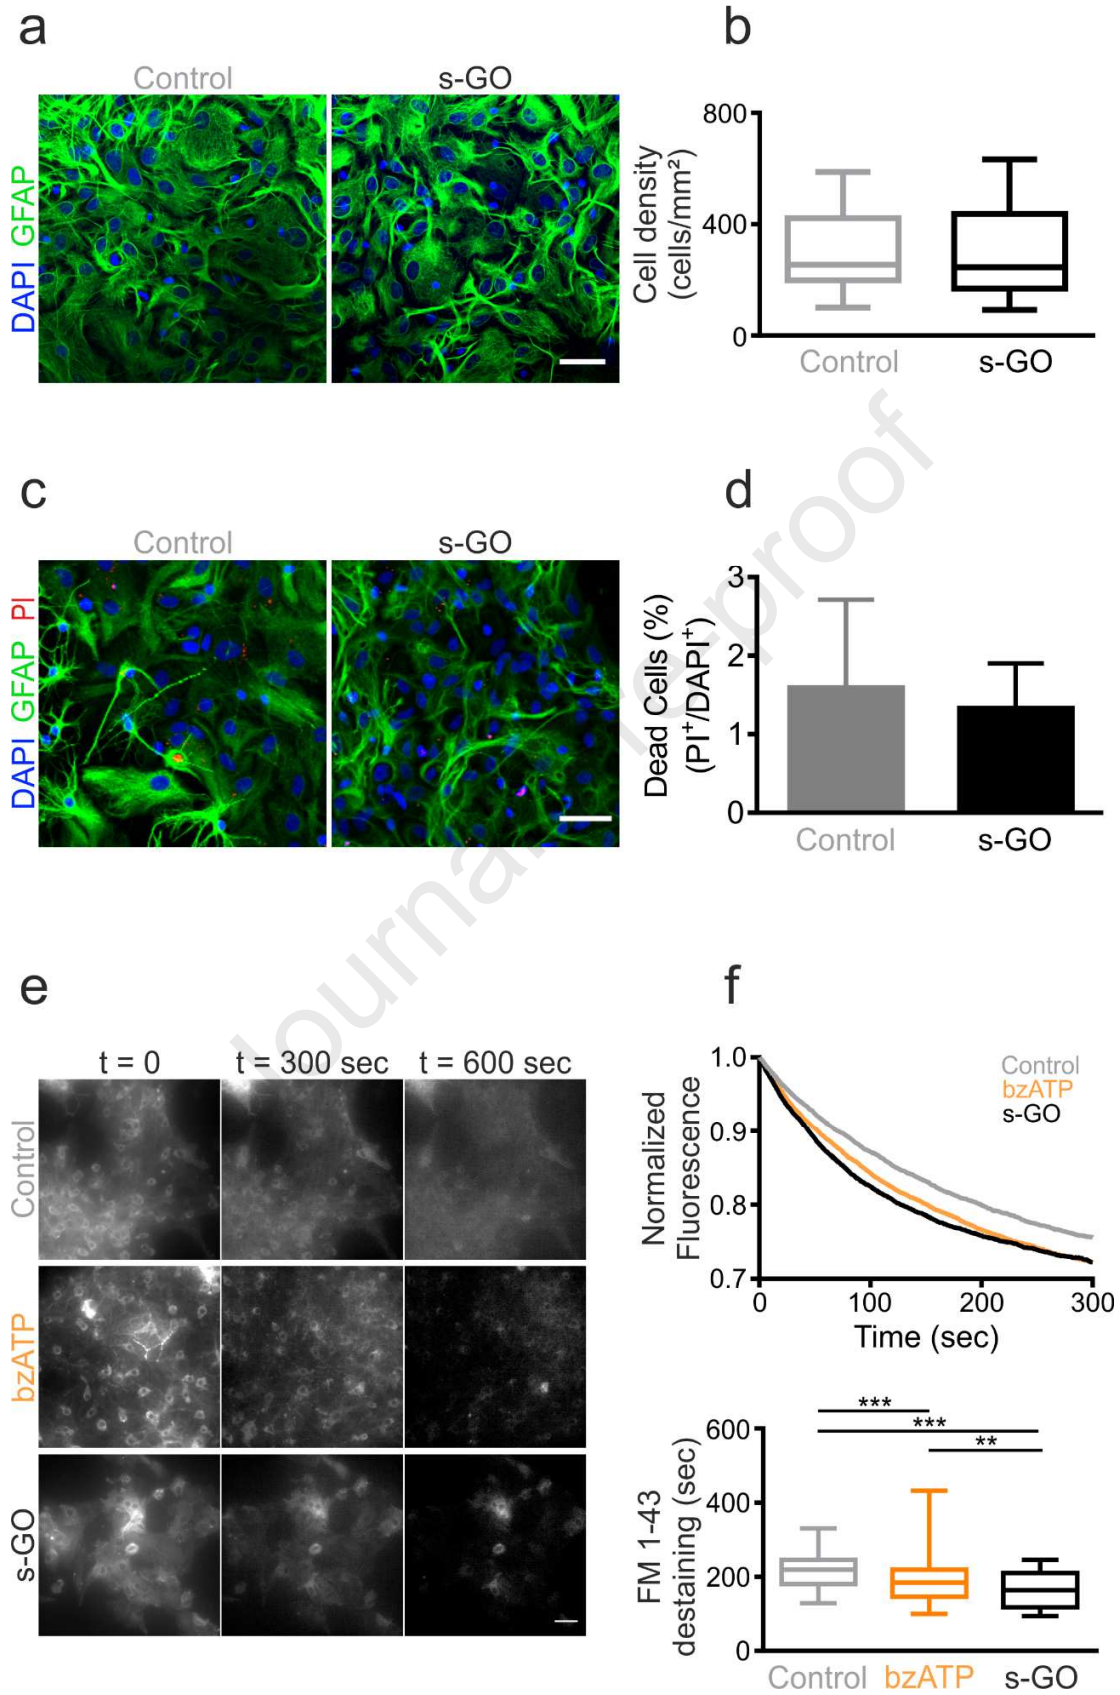 a
Control
s-GO
DAPI GFAP
b
800
400
0
Cell density
(cells/mm²)
Control
s-GO
c
Control
s-GO
DAPI GFAP PI
d
3
2
1
0
Dead Cells (%)
(PI⁺/DAPI⁺)
Control
s-GO
Journal Pre-proof
e
t = 0
t = 300 sec
t = 600 sec
Control
bzATP
s-GO
f
1.0
0.9
0.8
0.7
Normalized
Fluorescence
Control
bzATP
s-GO
0
100
200
300
Time (sec)
***
***
**
600
400
200
0
FM 1-43
destaining (sec)
Control
bzATP
s-GO